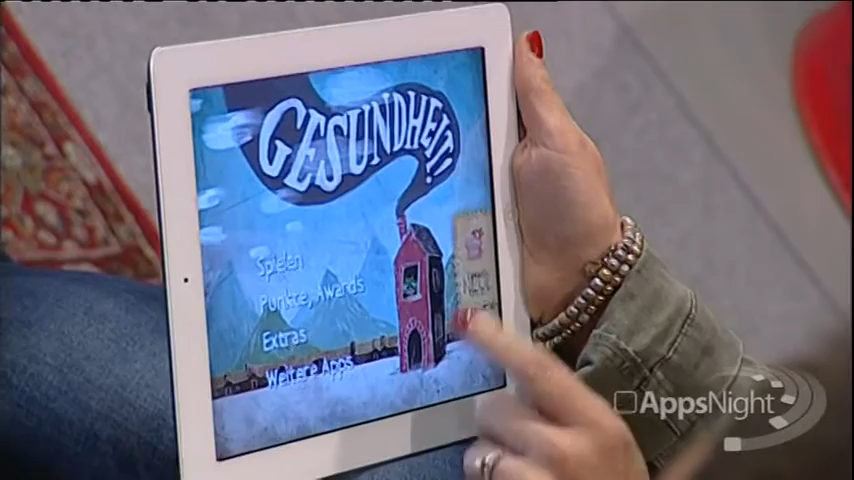 GESUNDHEIT!
Spielen
Punkte, Awards
Extras
Weitere Apps
AppsNight